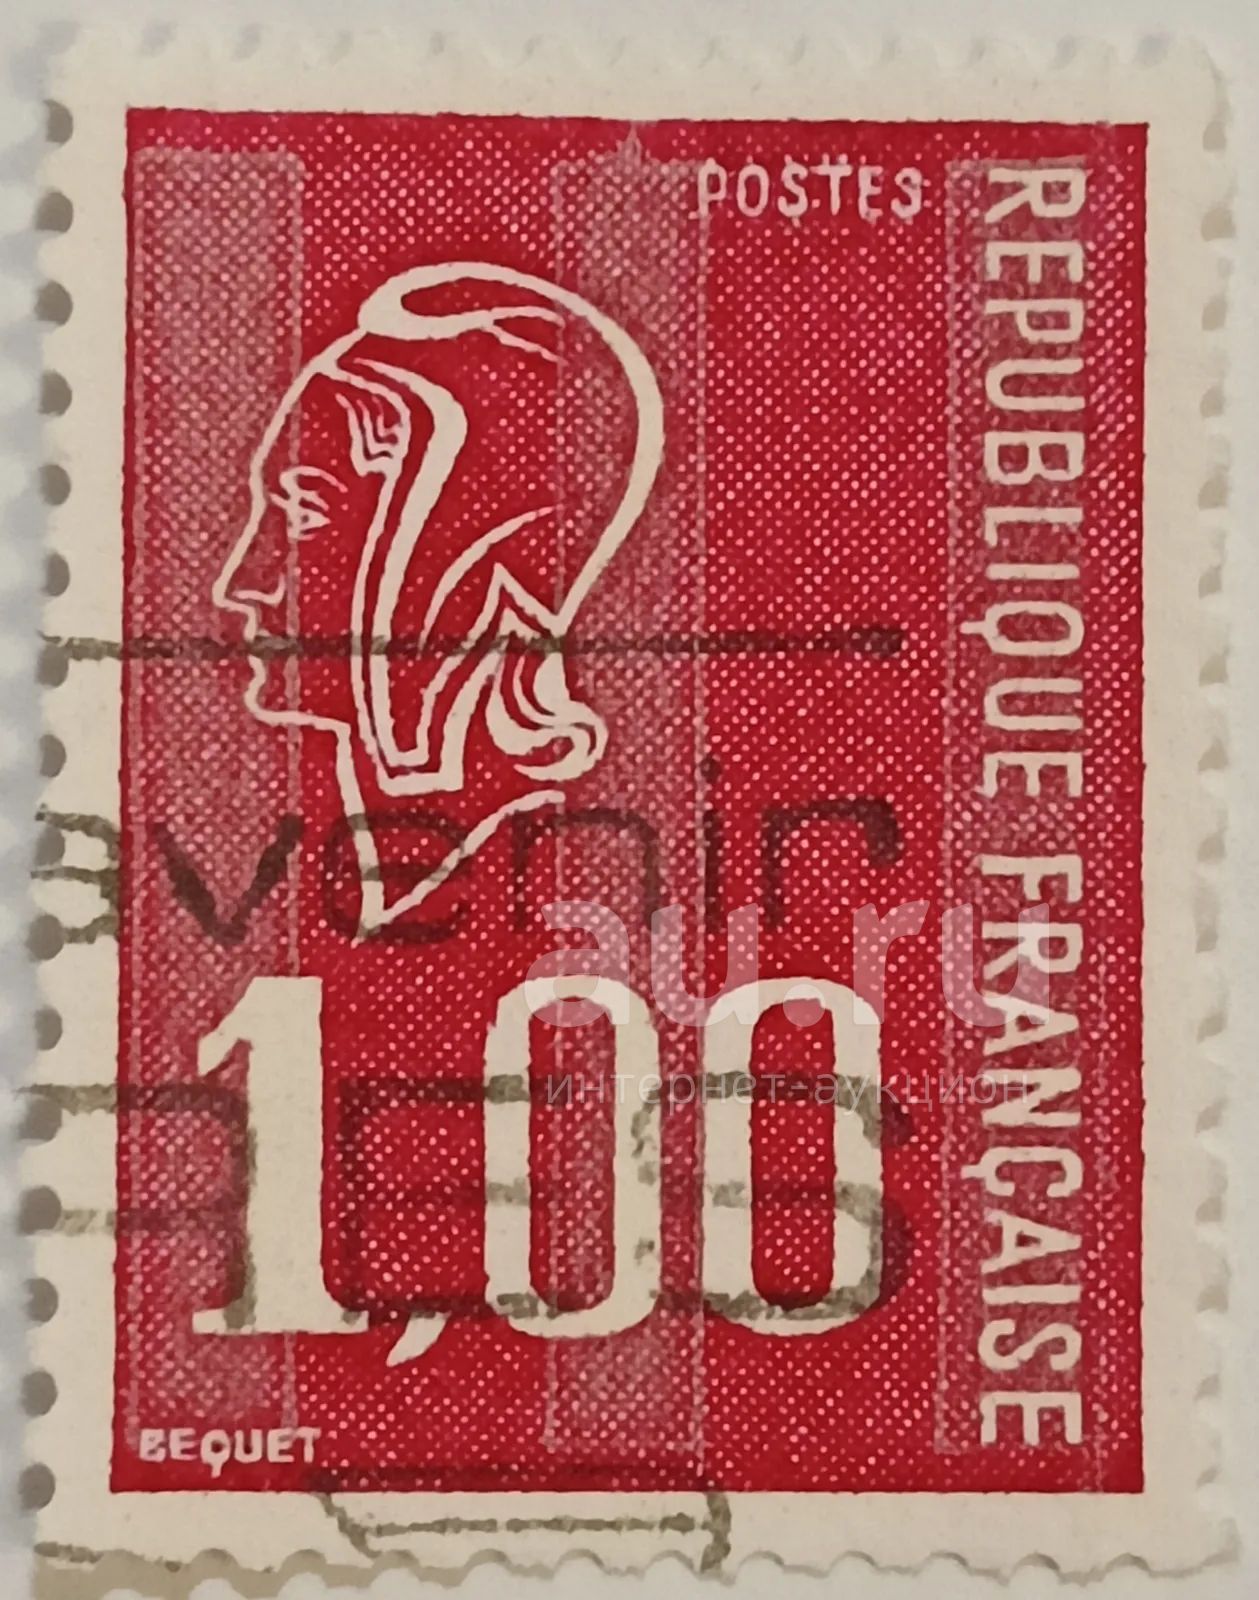 POSTES
REPUBLIQUE FRANÇAISE
venir
au.ru
1,00
интернет-аукцион
BEQUET